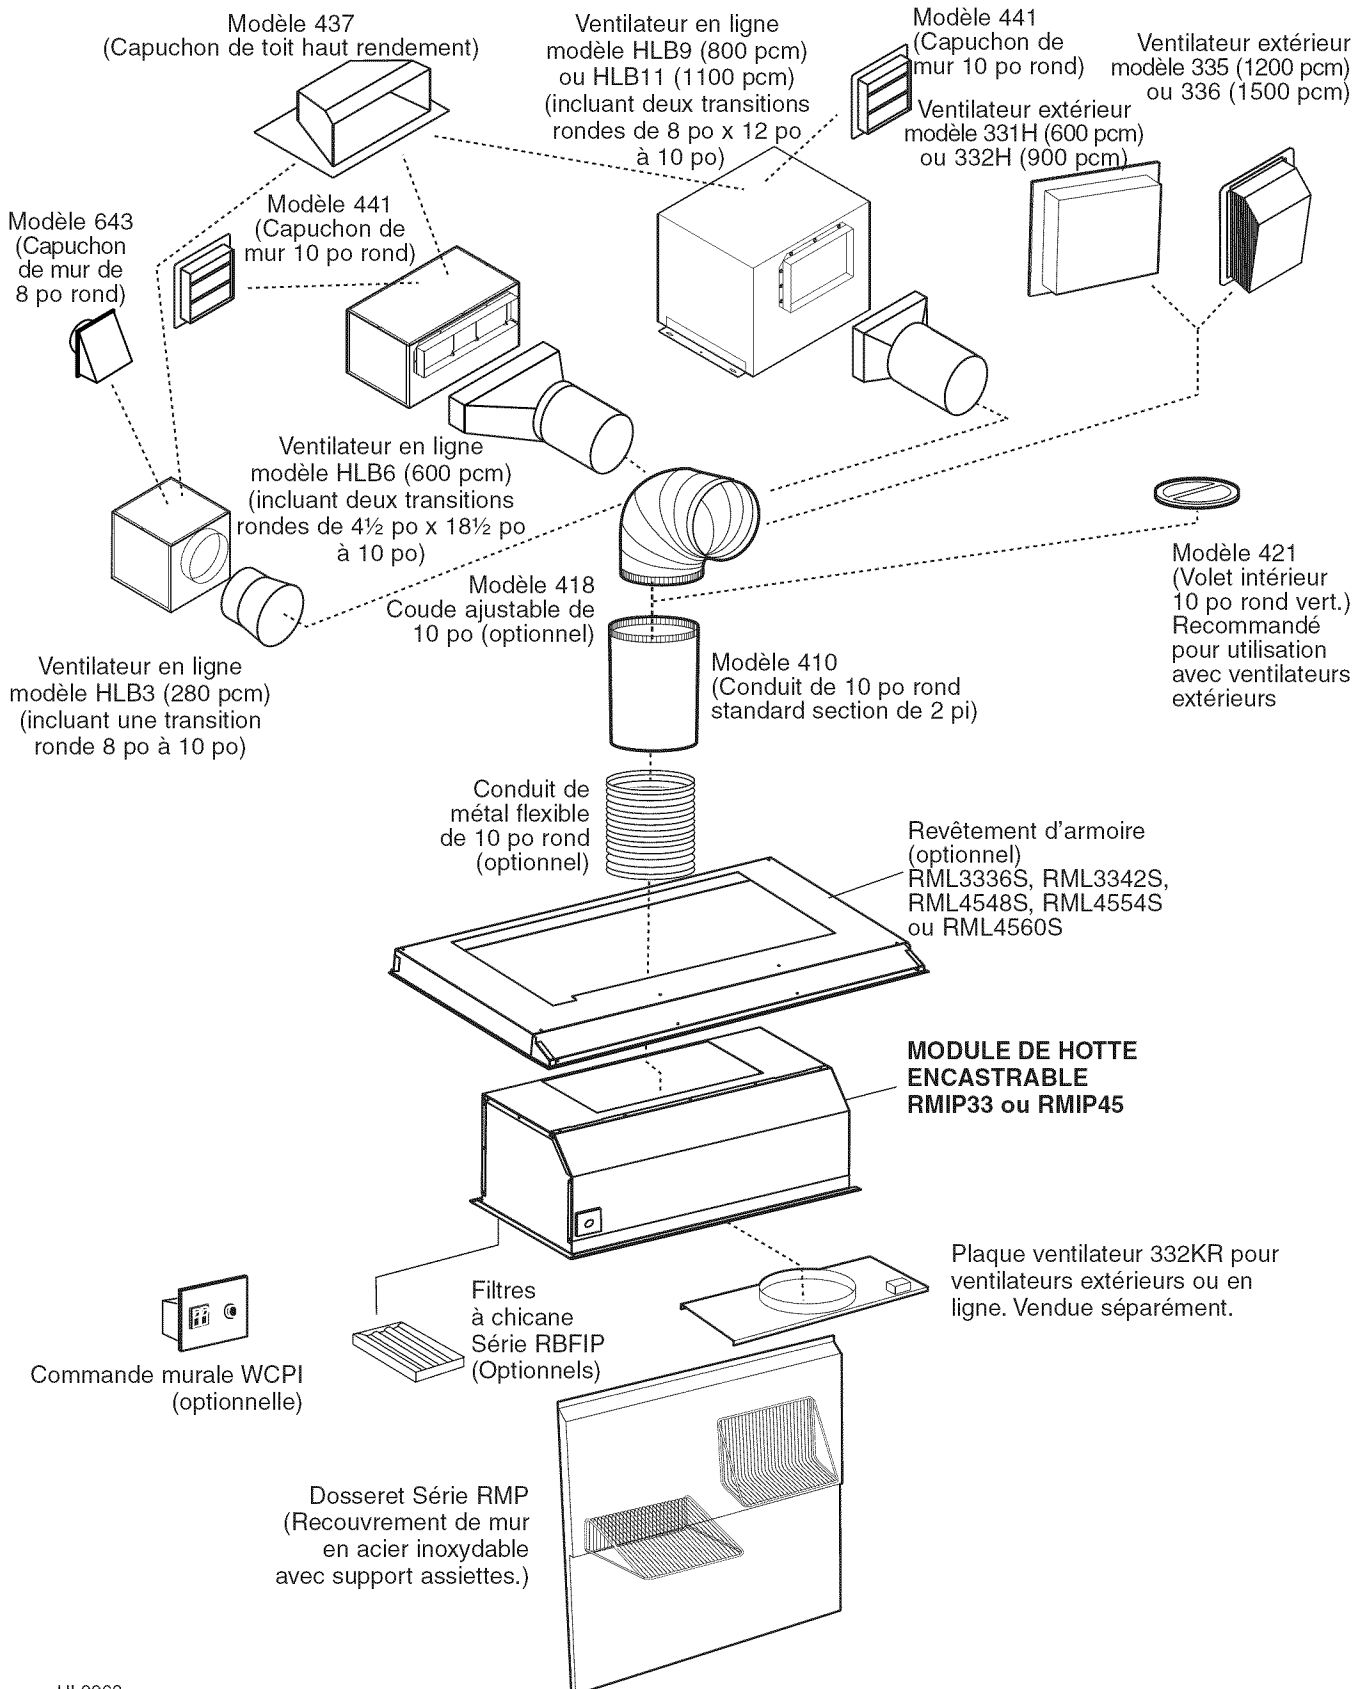 Modèle 437
(Capuchon de toit haut rendement)
Ventilateur en ligne
modèle HLB9 (800 pcm)
ou HLB11 (1100 pcm)
(incluant deux transitions
rondes de 8 po x 12 po
à 10 po)
Modèle 441
(Capuchon de
mur 10 po rond)
Ventilateur extérieur
modèle 335 (1200 pcm)
ou 336 (1500 pcm)
Ventilateur extérieur
modèle 331H (600 pcm)
ou 332H (900 pcm)
Modèle 643
(Capuchon
de mur de
8 po rond)
Modèle 441
(Capuchon de
mur 10 po rond)
Ventilateur en ligne
modèle HLB6 (600 pcm)
(incluant deux transitions
rondes de 4½ po x 18½ po
à 10 po)
Modèle 421
(Volet intérieur
10 po rond vert.)
Recommandé
pour utilisation
avec ventilateurs
extérieurs
Modèle 418
Coude ajustable de
10 po (optionnel)
Ventilateur en ligne
modèle HLB3 (280 pcm)
(incluant une transition
ronde 8 po à 10 po)
Modèle 410
(Conduit de 10 po rond
standard section de 2 pi)
Conduit de
métal flexible
de 10 po rond
(optionnel)
Revêtement d’armoire
(optionnel)
RML3336S, RML3342S,
RML4548S, RML4554S
ou RML4560S
MODULE DE HOTTE
ENCASTRABLE
RMIP33 ou RMIP45
Plaque ventilateur 332KR pour
ventilateurs extérieurs ou en
ligne. Vendue séparément.
Filtres
à chicane
Série RBFIP
(Optionnels)
Commande murale WCPI
(optionnelle)
Dosseret Série RMP
(Recouvrement de mur
en acier inoxydable
avec support assiettes.)